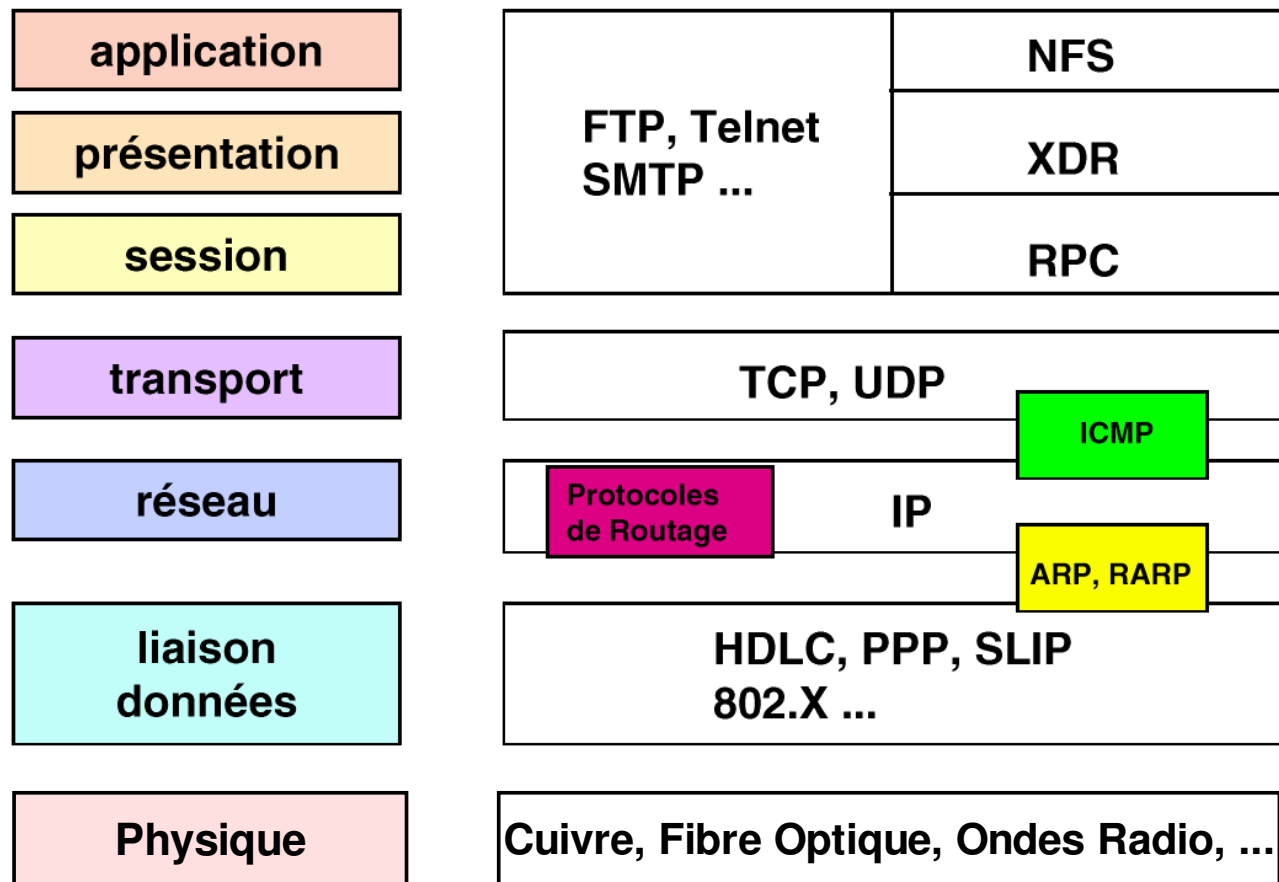 application
présentation
session
transport
réseau
liaison
données
Physique
FTP, Telnet
SMTP ...
NFS
XDR
RPC
TCP, UDP
ICMP
Protocoles
de Routage
IP
ARP, RARP
HDLC, PPP, SLIP
802.X ...
Cuivre, Fibre Optique, Ondes Radio, ...